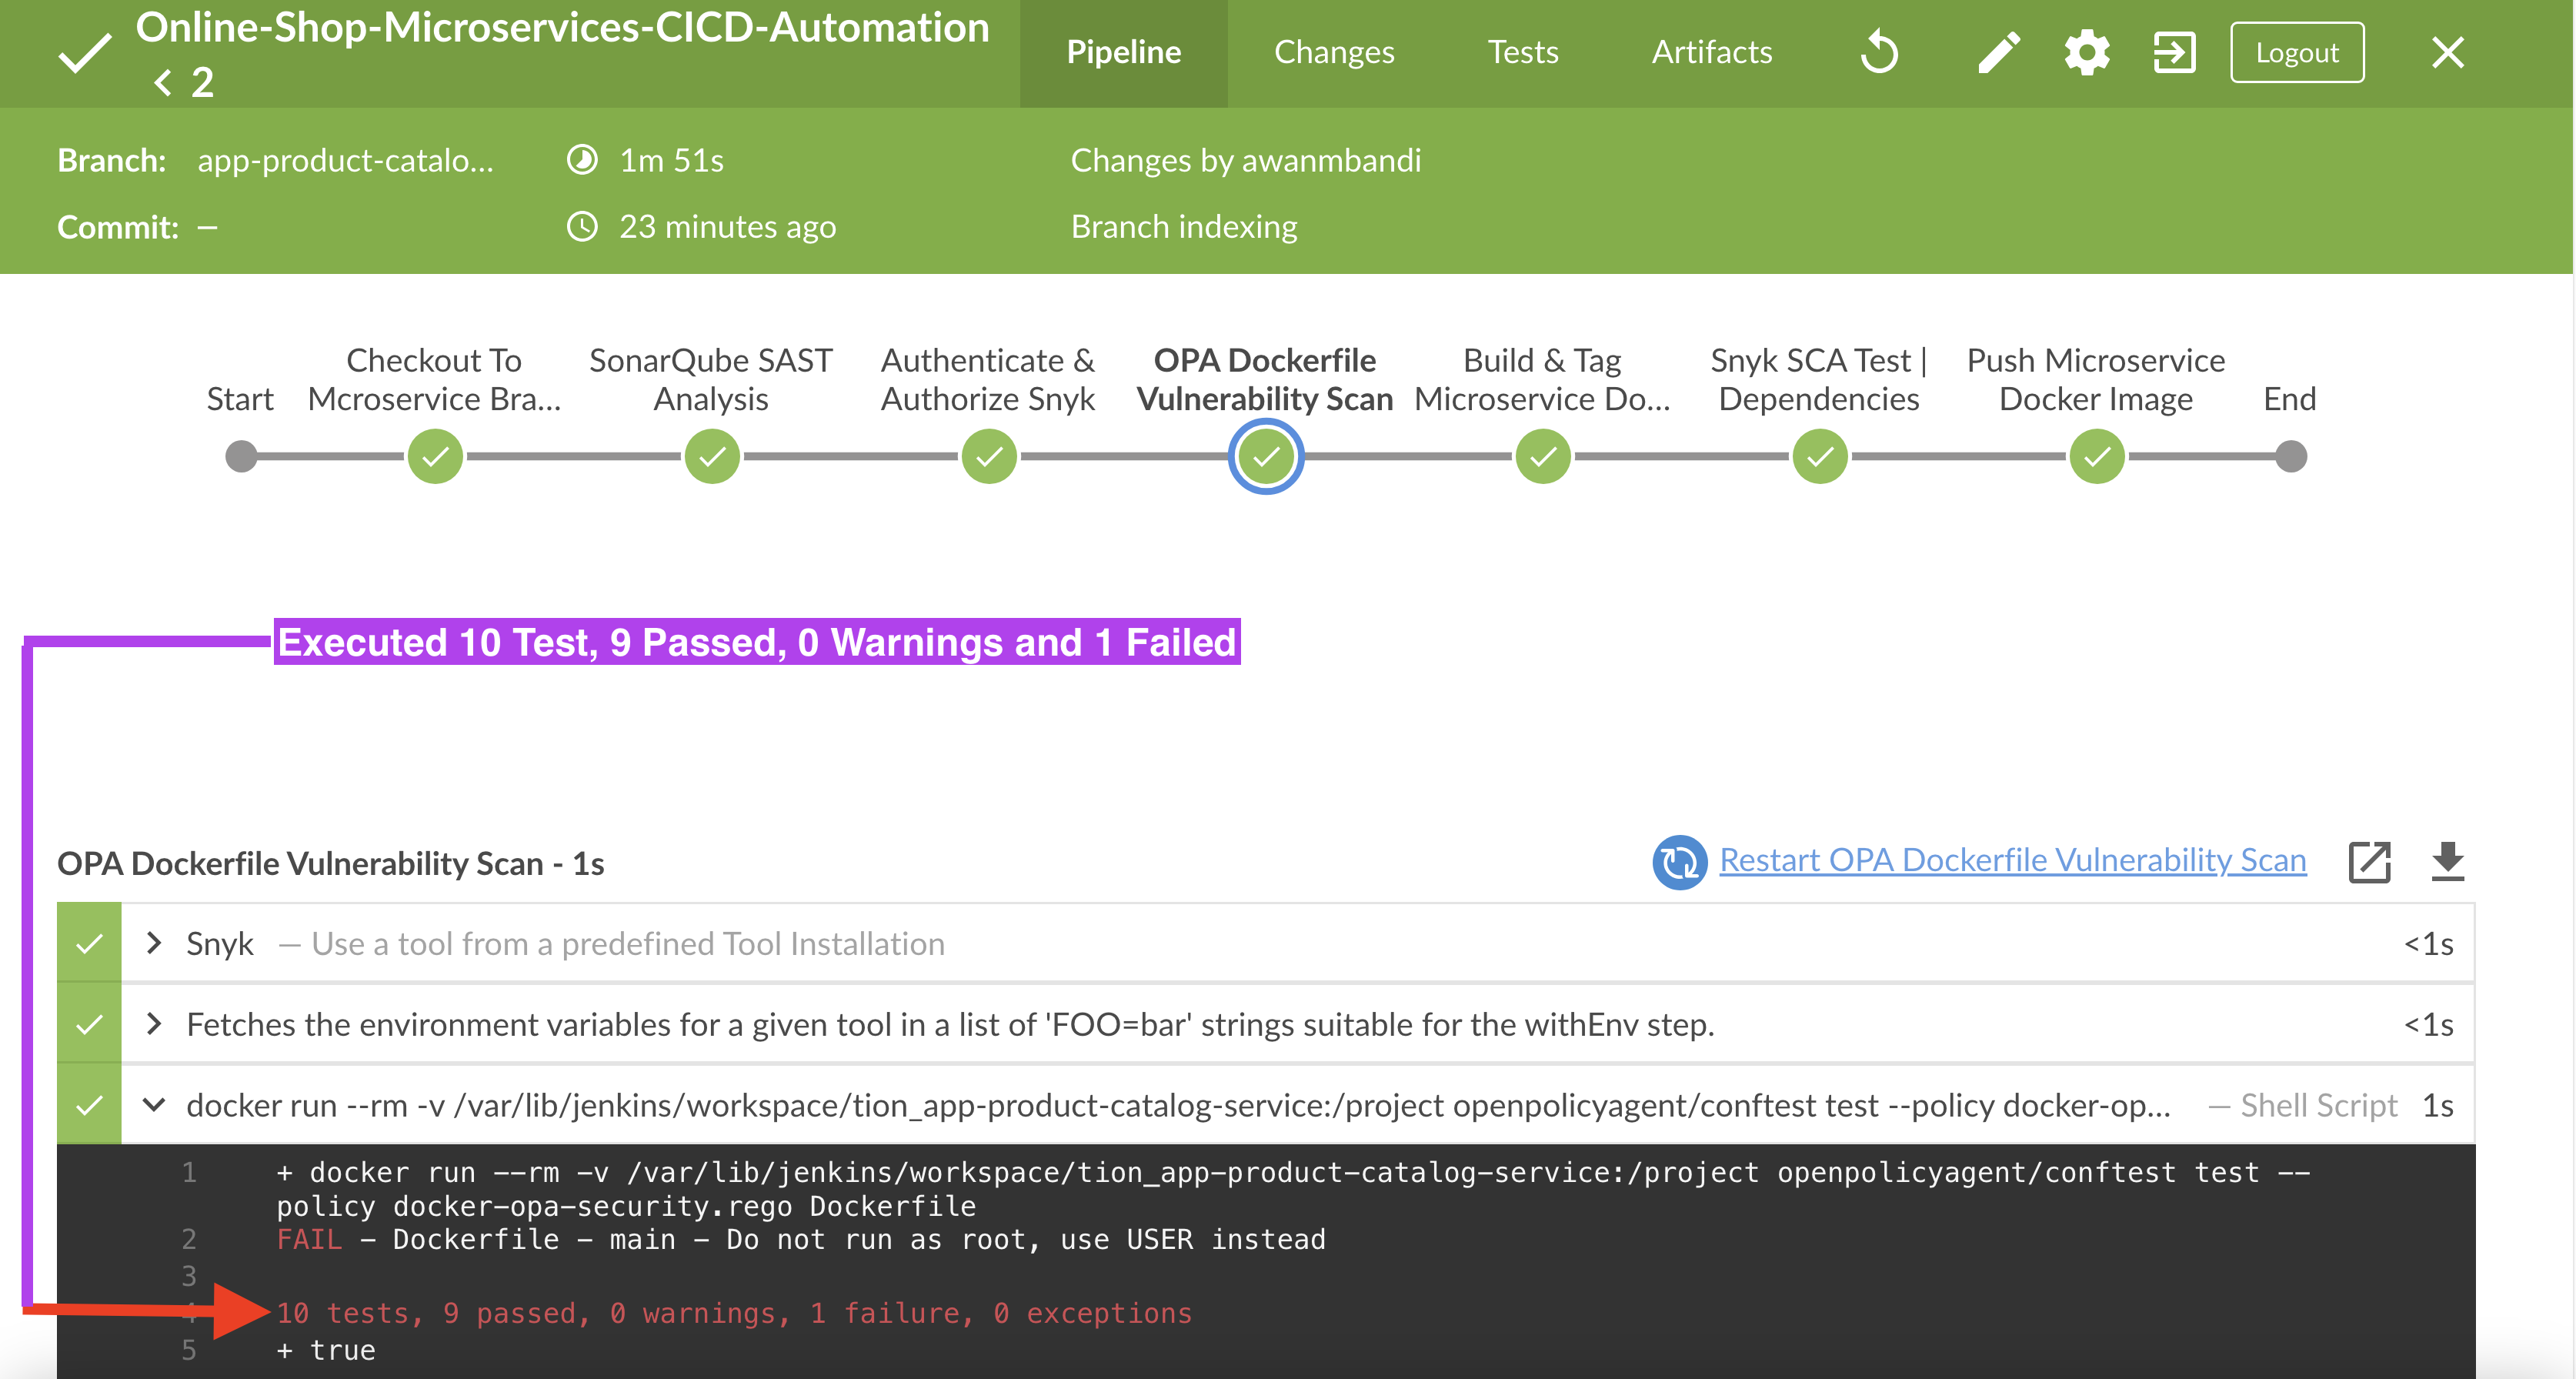 Online-Shop-Microservices-CICD-Automation
< 2
Pipeline
Changes
Tests
Artifacts
Logout
Branch: app-product-catalo...
1m 51s
Changes by awanmbandi
Commit: —
23 minutes ago
Branch indexing
Start
Checkout To
Mcroservice Bra...
SonarQube SAST
Analysis
Authenticate &
Authorize Snyk
OPA Dockerfile
Vulnerability Scan
Build & Tag
Microservice Do...
Snyk SCA Test |
Dependencies
Push Microservice
Docker Image
End
Executed 10 Test, 9 Passed, 0 Warnings and 1 Failed
OPA Dockerfile Vulnerability Scan - 1s
Restart OPA Dockerfile Vulnerability Scan
Snyk — Use a tool from a predefined Tool Installation <1s
Fetches the environment variables for a given tool in a list of 'FOO=bar' strings suitable for the withEnv step. <1s
docker run --rm -v /var/lib/jenkins/workspace/tion_app-product-catalog-service:/project openpolicyagent/conftest test --policy docker-op... — Shell Script 1s
1 + docker run --rm -v /var/lib/jenkins/workspace/tion_app-product-catalog-service:/project openpolicyagent/conftest test --
policy docker-opa-security.rego Dockerfile
2 FAIL - Dockerfile - main - Do not run as root, use USER instead
3
4 10 tests, 9 passed, 0 warnings, 1 failure, 0 exceptions
5 + true